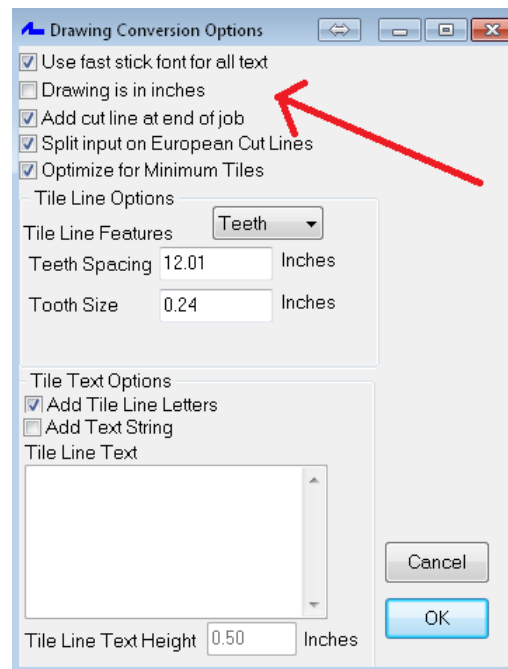 Drawing Conversion Options
Use fast stick font for all text
Drawing is in inches
Add cut line at end of job
Split input on European Cut Lines
Optimize for Minimum Tiles
Tile Line Options
Tile Line Features Teeth
Teeth Spacing 12.01 Inches
Tooth Size 0.24 Inches
Tile Text Options
Add Tile Line Letters
Add Text String
Tile Line Text
Cancel
OK
Tile Line Text Height 0.50 Inches